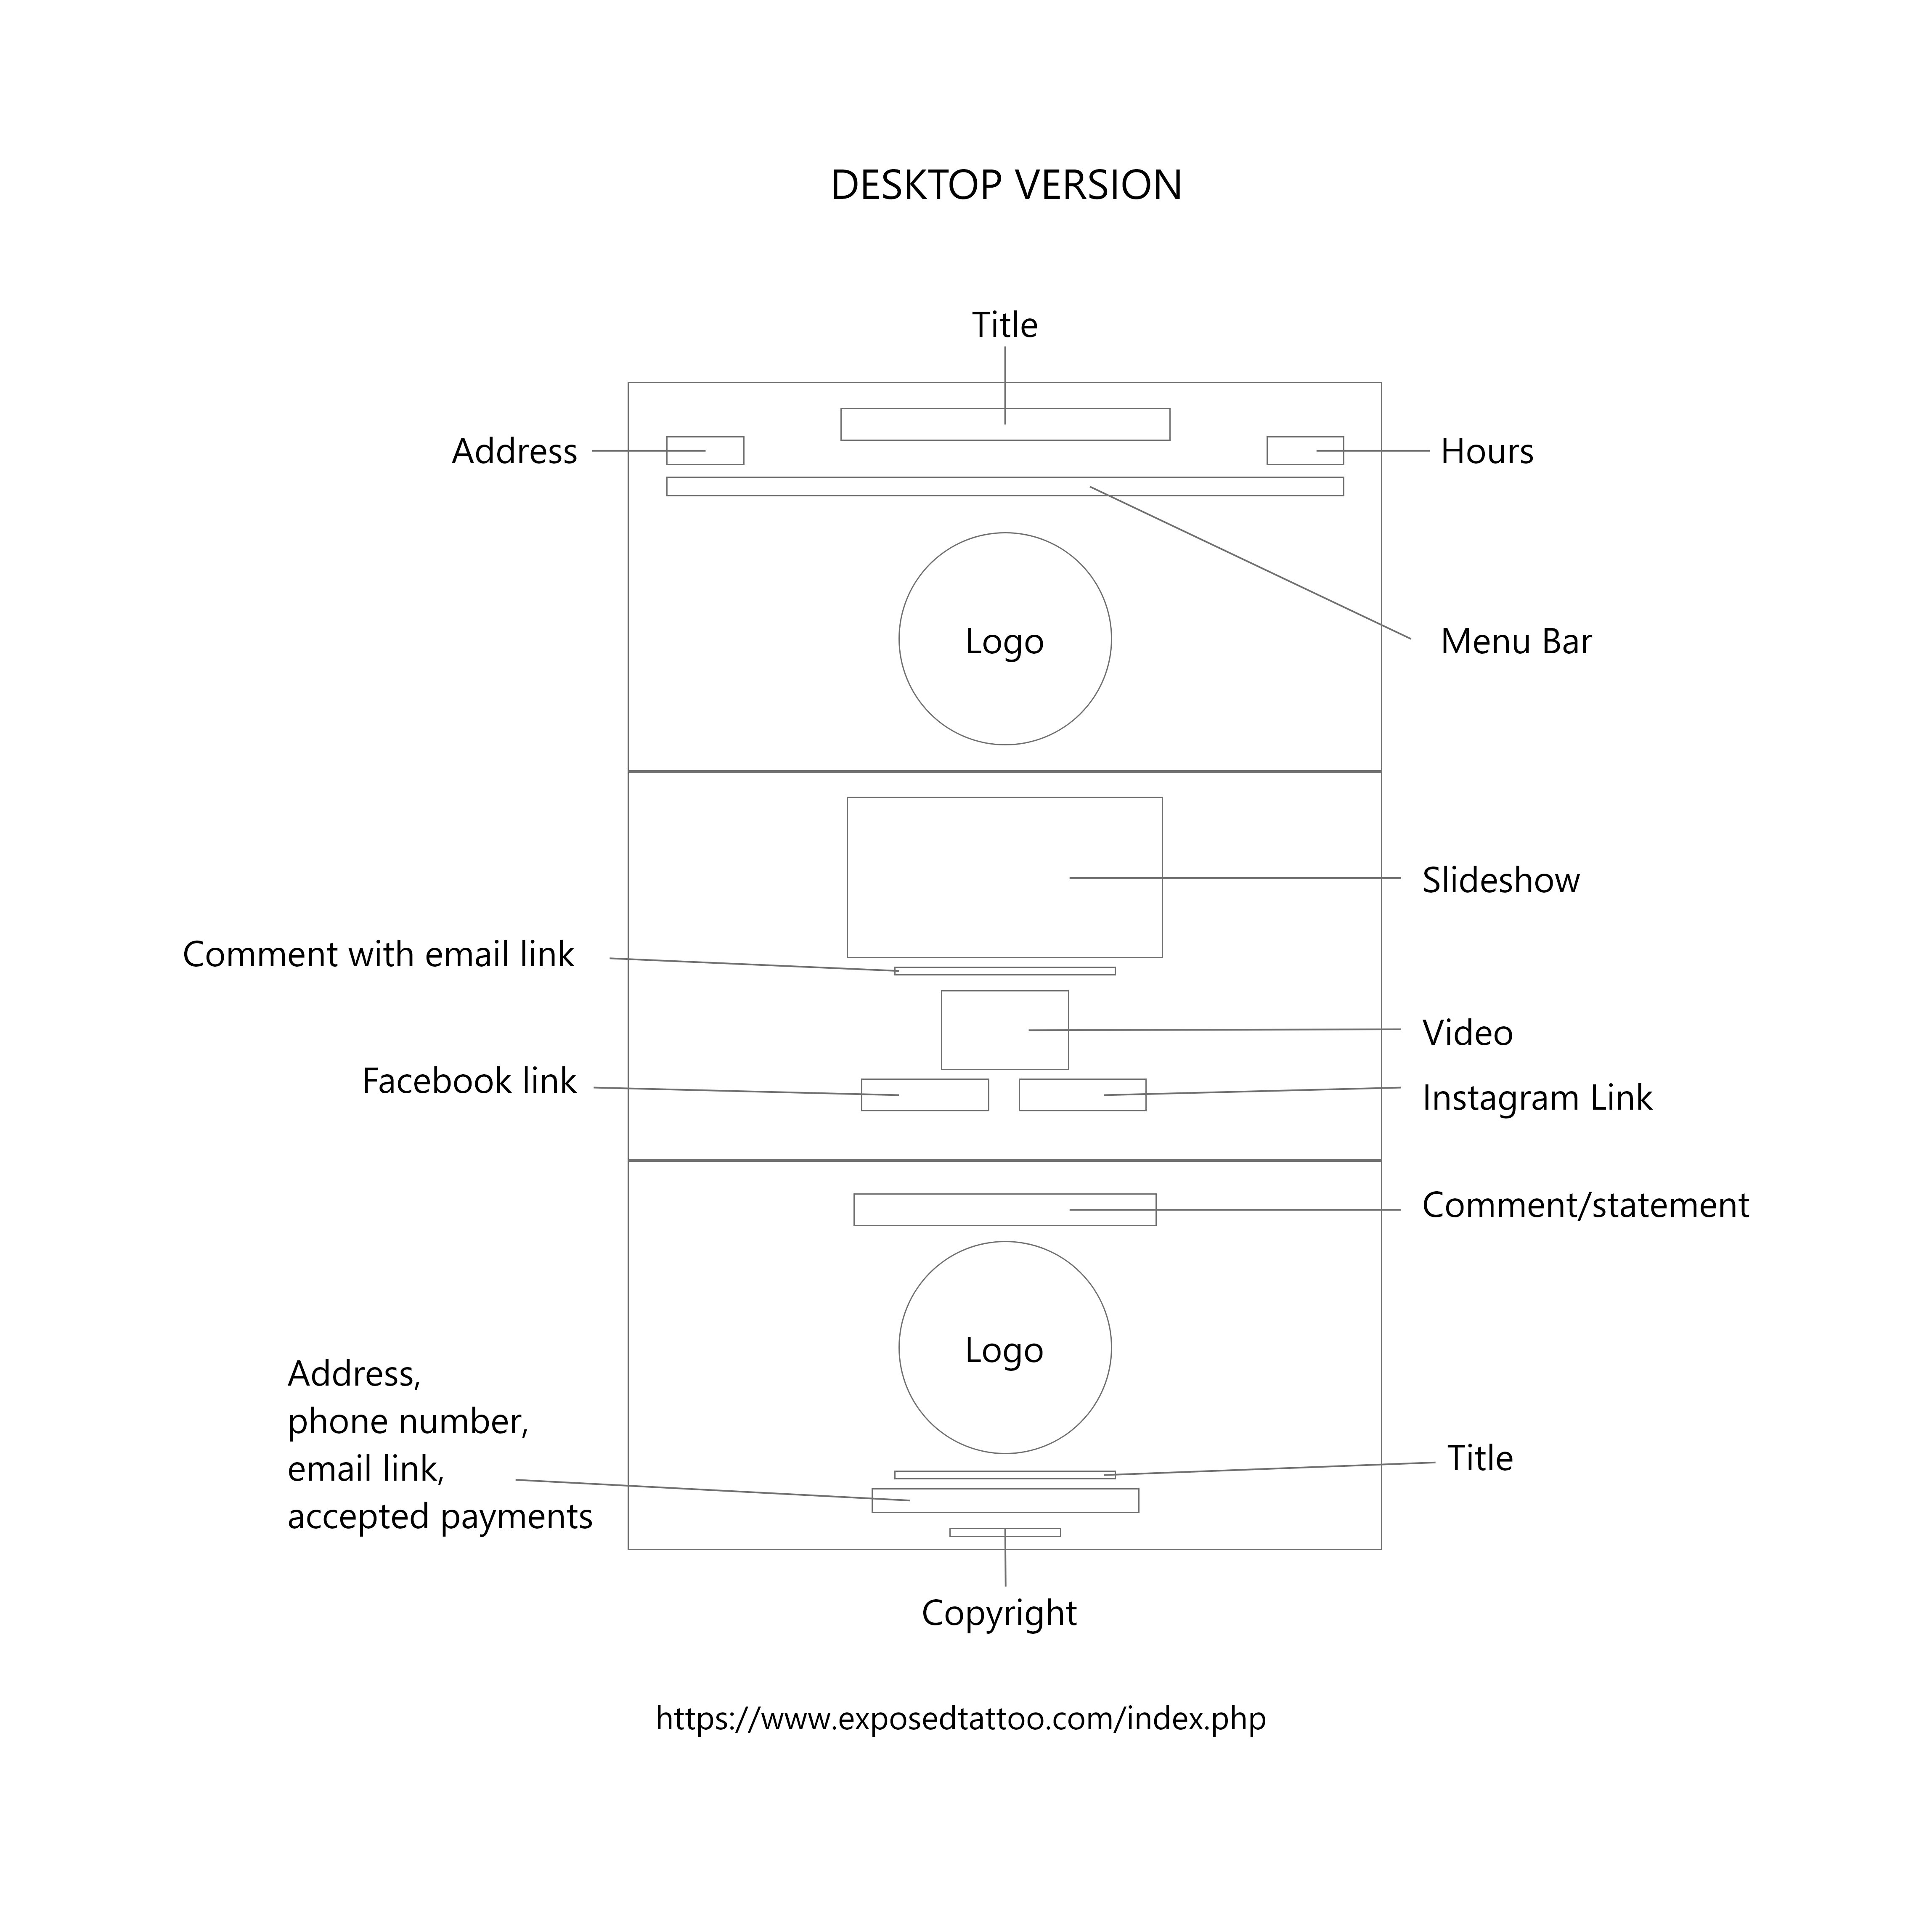 DESKTOP VERSION
Title
Address
Hours
Logo
Menu Bar
Slideshow
Comment with email link
Video
Facebook link
Instagram Link
Comment/statement
Logo
Address,
phone number,
email link,
accepted payments
Title
Copyright
https://www.exposedtattoo.com/index.php